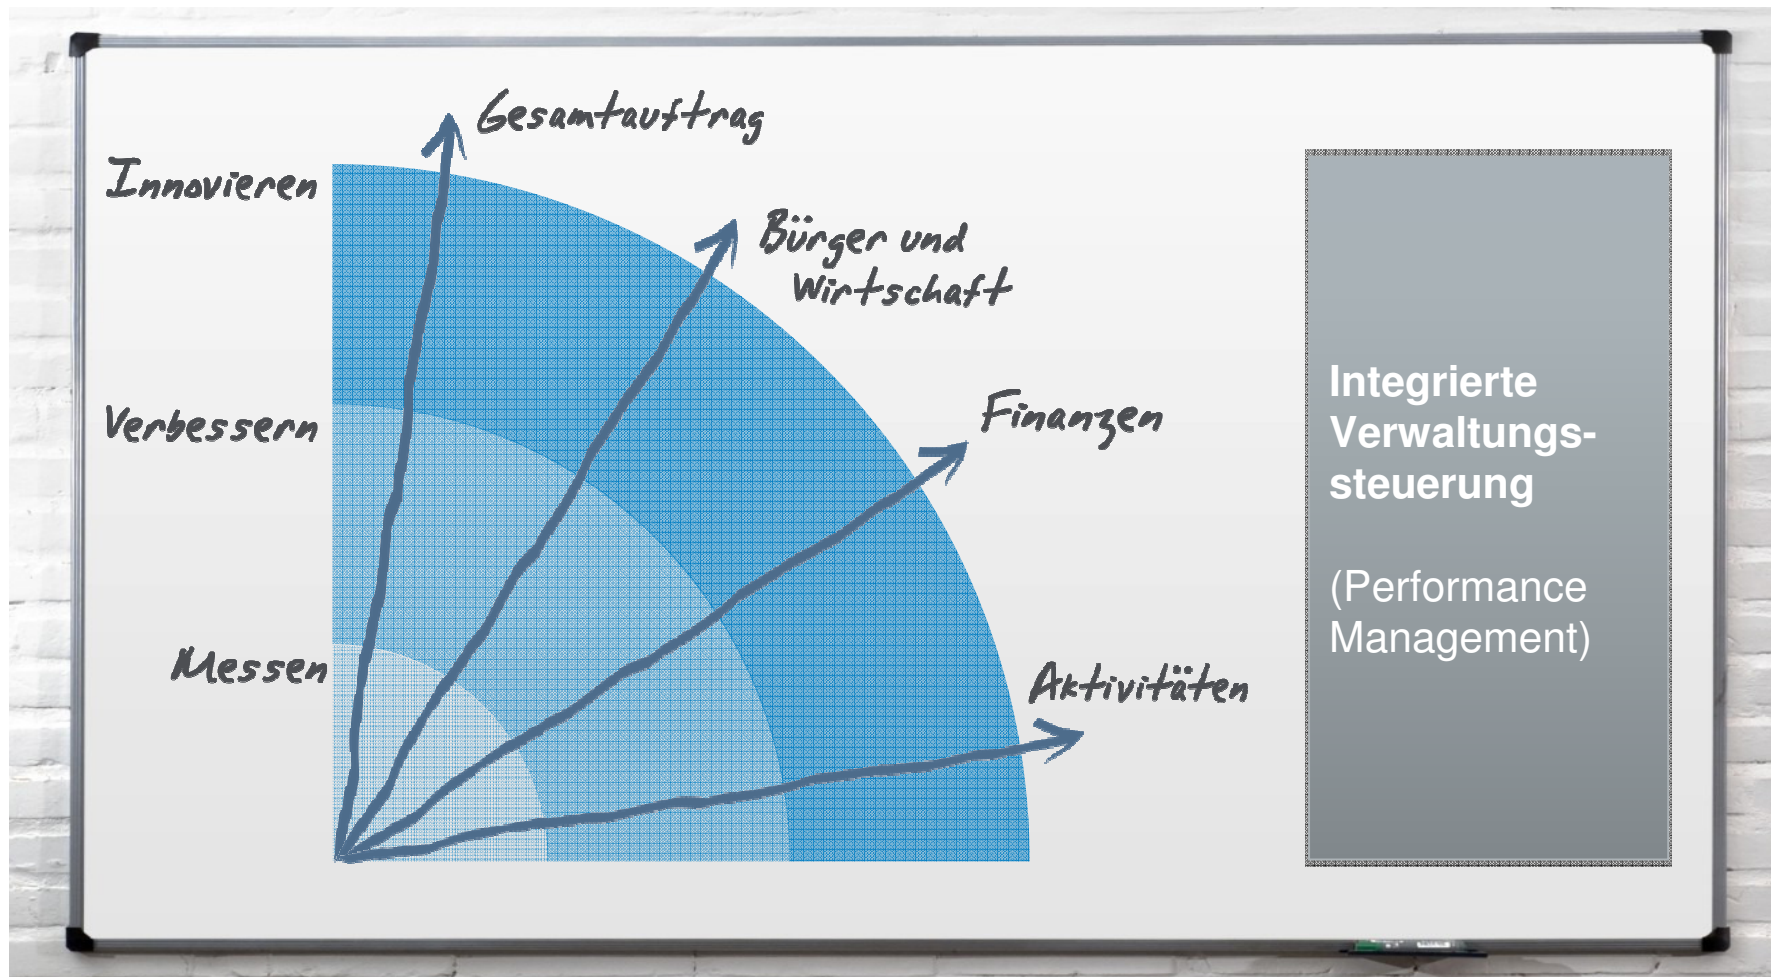 Gesamtauftrag
Innovieren
Bürger und
Wirtschaft
Finanzen
Verbessern
Messen
Aktivitäten
Integrierte
Verwaltungs-
steuerung
(Performance
Management)